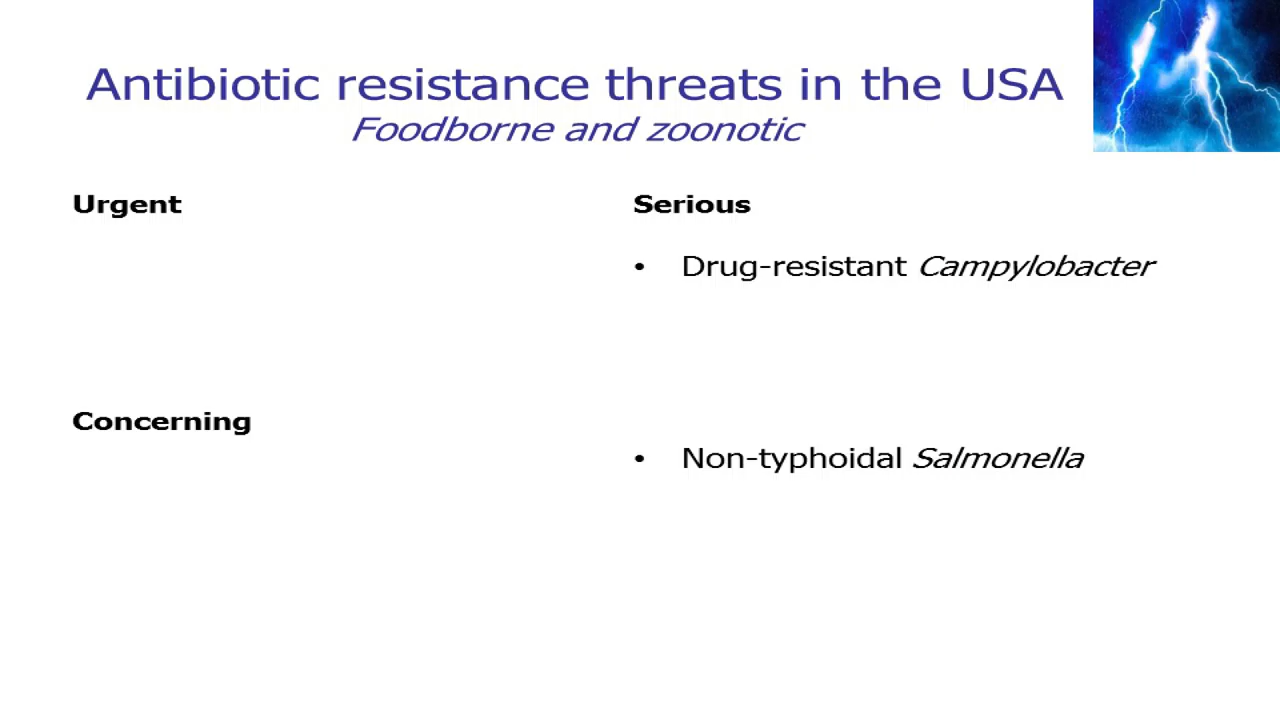 Antibiotic resistance threats in the USA
Foodborne and zoonotic
Urgent
Concerning
Serious
• Drug-resistant Campylobacter
• Non-typhoidal Salmonella